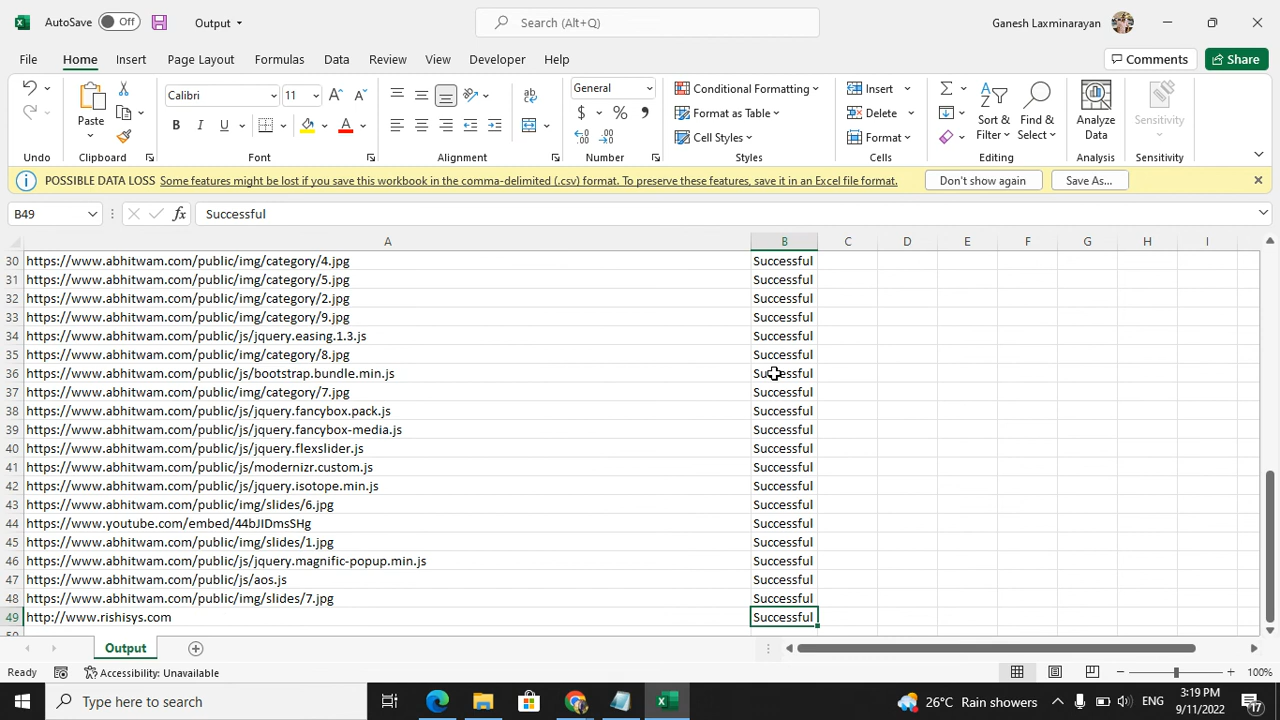 AutoSave Off Output Search (Alt+Q) Ganesh Laxminarayan
File Home Insert Page Layout Formulas Data Review View Developer Help Comments Share
Calibri 11 General Conditional Formatting Insert
Paste $ % Format as Table Delete Sort & Filter Find & Select Analyze Data Sensitivity
B I U A Cell Styles Format
Undo Clipboard Font Alignment Number Styles Cells Editing Analysis Sensitivity
POSSIBLE DATA LOSS Some features might be lost if you save this workbook in the comma-delimited (.csv) format. To preserve these features, save it in an Excel file format. Don't show again Save As...
B49 fx Successful
A B C D E F G H I
30 https://www.abhitwam.com/public/img/category/4.jpg Successful
31 https://www.abhitwam.com/public/img/category/5.jpg Successful
32 https://www.abhitwam.com/public/img/category/2.jpg Successful
33 https://www.abhitwam.com/public/img/category/9.jpg Successful
34 https://www.abhitwam.com/public/js/jquery.easing.1.3.js Successful
35 https://www.abhitwam.com/public/img/category/8.jpg Successful
36 https://www.abhitwam.com/public/js/bootstrap.bundle.min.js Successful
37 https://www.abhitwam.com/public/img/category/7.jpg Successful
38 https://www.abhitwam.com/public/js/jquery.fancybox.pack.js Successful
39 https://www.abhitwam.com/public/js/jquery.fancybox-media.js Successful
40 https://www.abhitwam.com/public/js/jquery.flexslider.js Successful
41 https://www.abhitwam.com/public/js/modernizr.custom.js Successful
42 https://www.abhitwam.com/public/js/jquery.isotope.min.js Successful
43 https://www.abhitwam.com/public/img/slides/6.jpg Successful
44 https://www.youtube.com/embed/44bJIDmsSHg Successful
45 https://www.abhitwam.com/public/img/slides/1.jpg Successful
46 https://www.abhitwam.com/public/js/jquery.magnific-popup.min.js Successful
47 https://www.abhitwam.com/public/js/aos.js Successful
48 https://www.abhitwam.com/public/img/slides/7.jpg Successful
49 http://www.rishisys.com Successful
Output
Ready Accessibility: Unavailable 100%
Type here to search 26°C Rain showers ENG 3:19 PM 9/11/2022 17